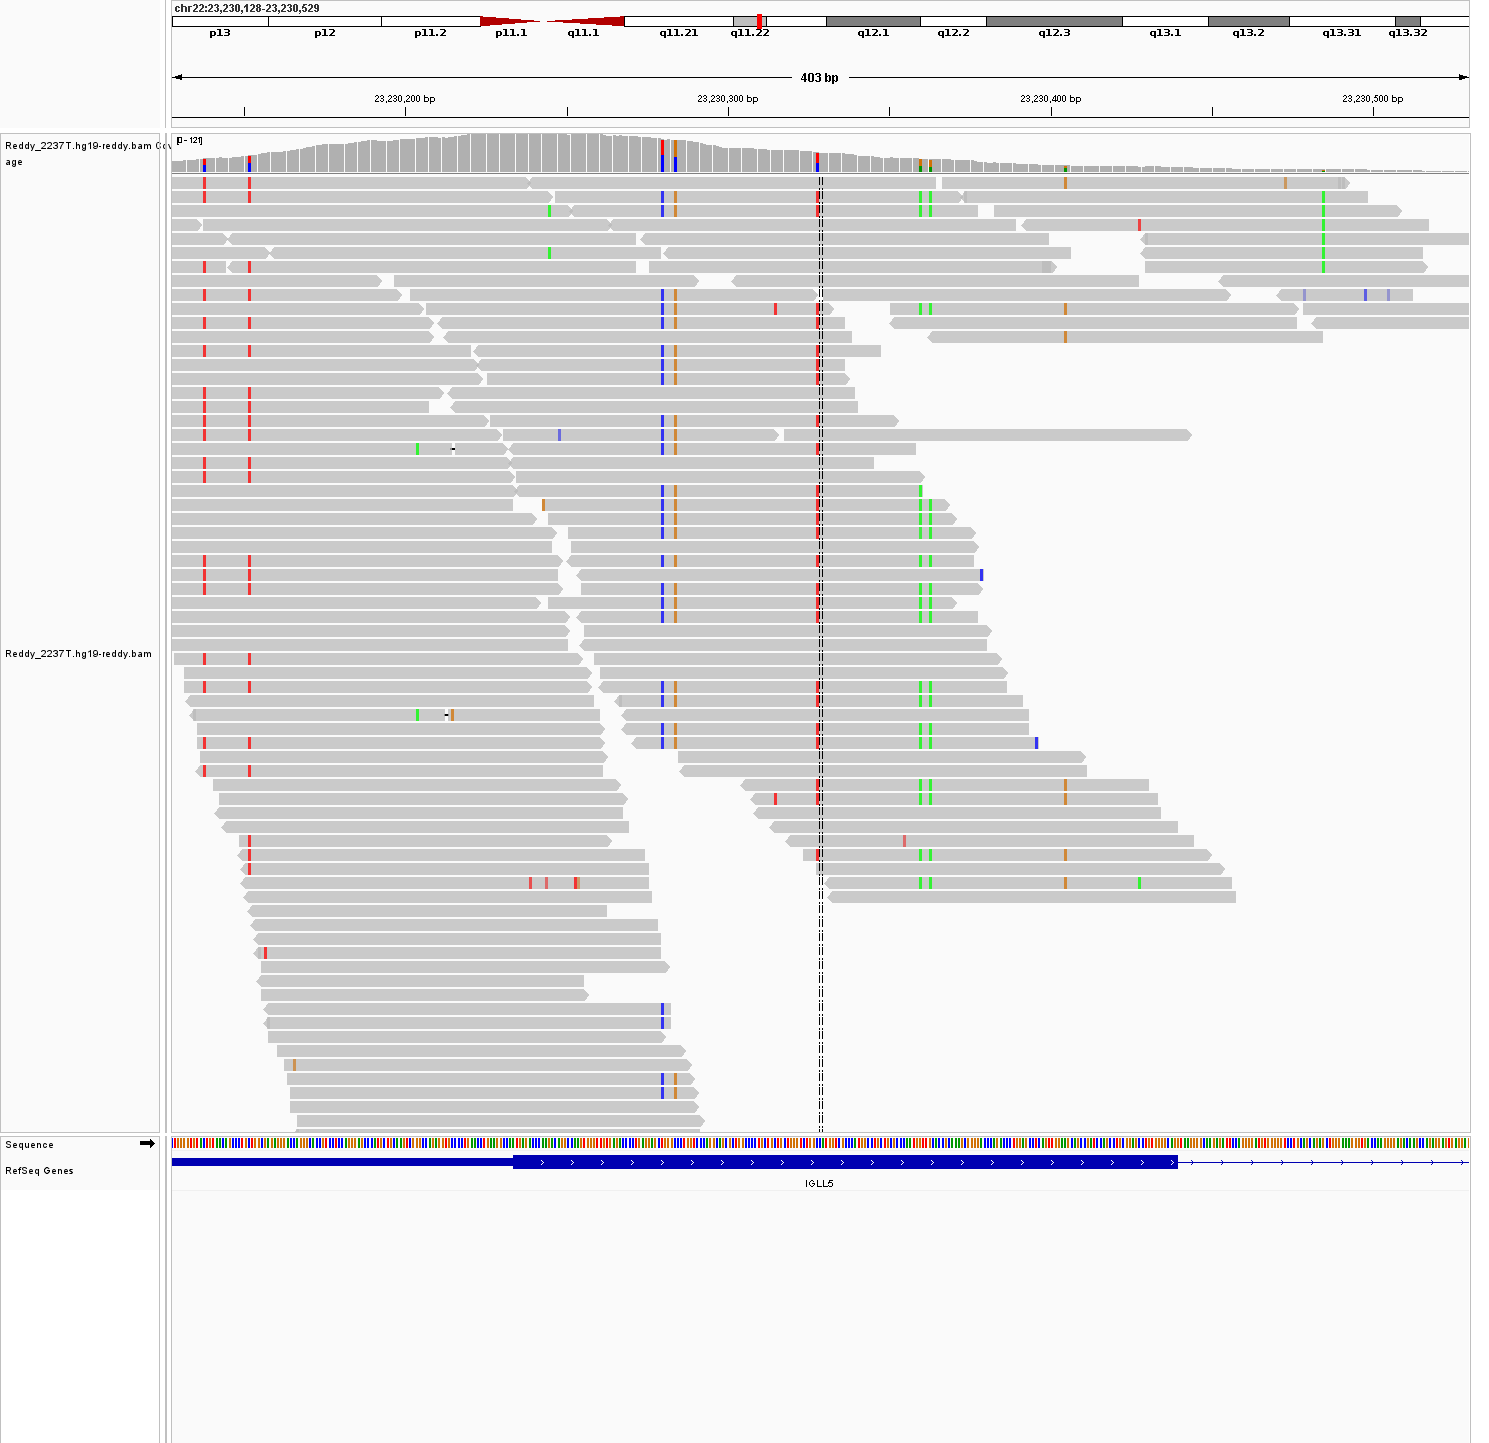 chr22:23,230,128-23,230,529
p13 p12 p11.2 p11.1 q11.1 q11.21 q11.22 q12.1 q12.2 q12.3 q13.1 q13.2 q13.31 q13.32
403 bp
23,230,200 bp 23,230,300 bp 23,230,400 bp 23,230,500 bp
[0 - 121]
Reddy_2237T.hg19-reddy.bam Cov
age
Reddy_2237T.hg19-reddy.bam
Sequence
RefSeq Genes
IGLL5